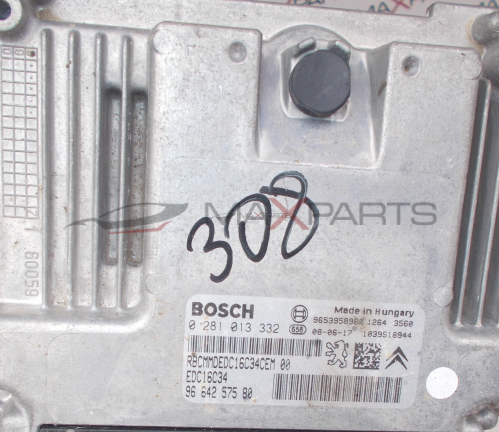 60059
MAXPARTS
308
BOSCH
Made in Hungary
9653958980 1264 3560
0 281 013 332
658
08-06-17 1039S18944
RBCMMDEDC16C34CEM 00
EDC16C34
96 642 575 80